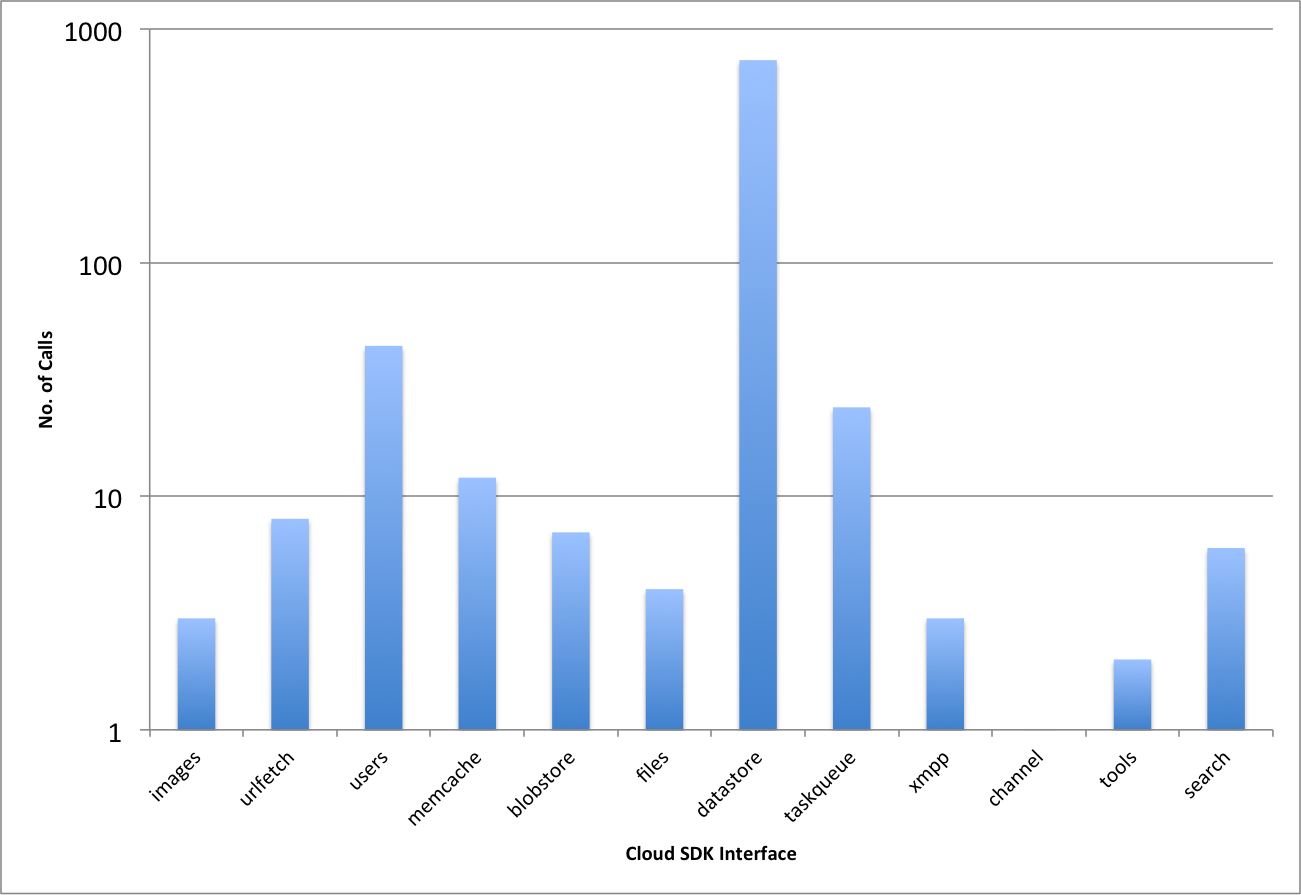 1000
100
10
1
No. of Calls
images
urlfetch
users
memcache
blobstore
files
datastore
taskqueue
xmpp
channel
tools
search
Cloud SDK Interface